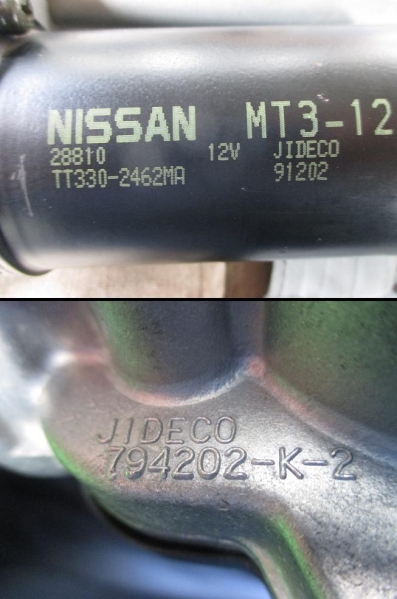 NISSAN MT3-12
28810 12V JIDECO
TT330-2462MA 91202
JIDECO
794202-K-2